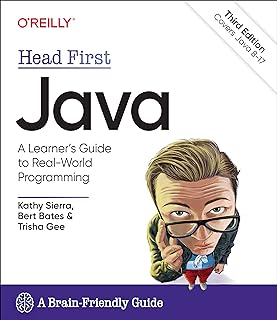 O'REILLY®
Third Edition
Covers Java 8-17
Head First
Java
A Learner's Guide
to Real-World
Programming
Kathy Sierra,
Bert Bates &
Trisha Gee
A Brain-Friendly Guide